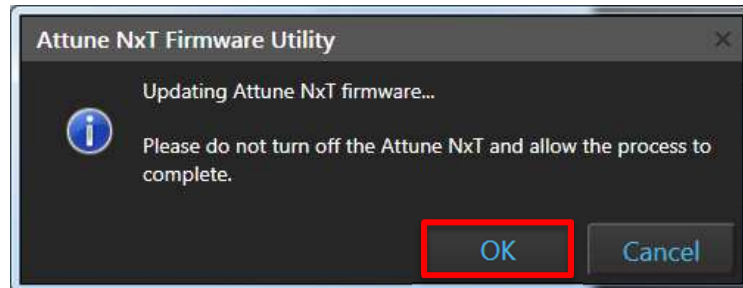 Attune NxT Firmware Utility
Updating Attune NxT firmware...
Please do not turn off the Attune NxT and allow the process to
complete.
OK
Cancel